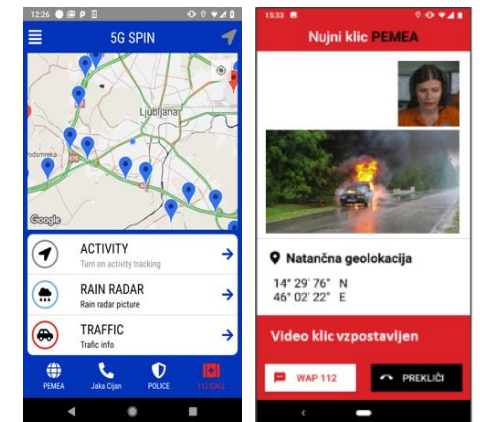 12:26
5G SPIN
Ljubljana
Google
ACTIVITY
Turn on activity tracking
RAIN RADAR
Rain radar picture
TRAFFIC
Trafic info
PEMEA
Jaka Cijan
POLICE
112 CALL
15:33
Nujni klic PEMEA
Natančna geolokacija
14° 29' 76" N
46° 02' 22" E
Video klic vzpostavljen
WAP 112
PREKLIČI